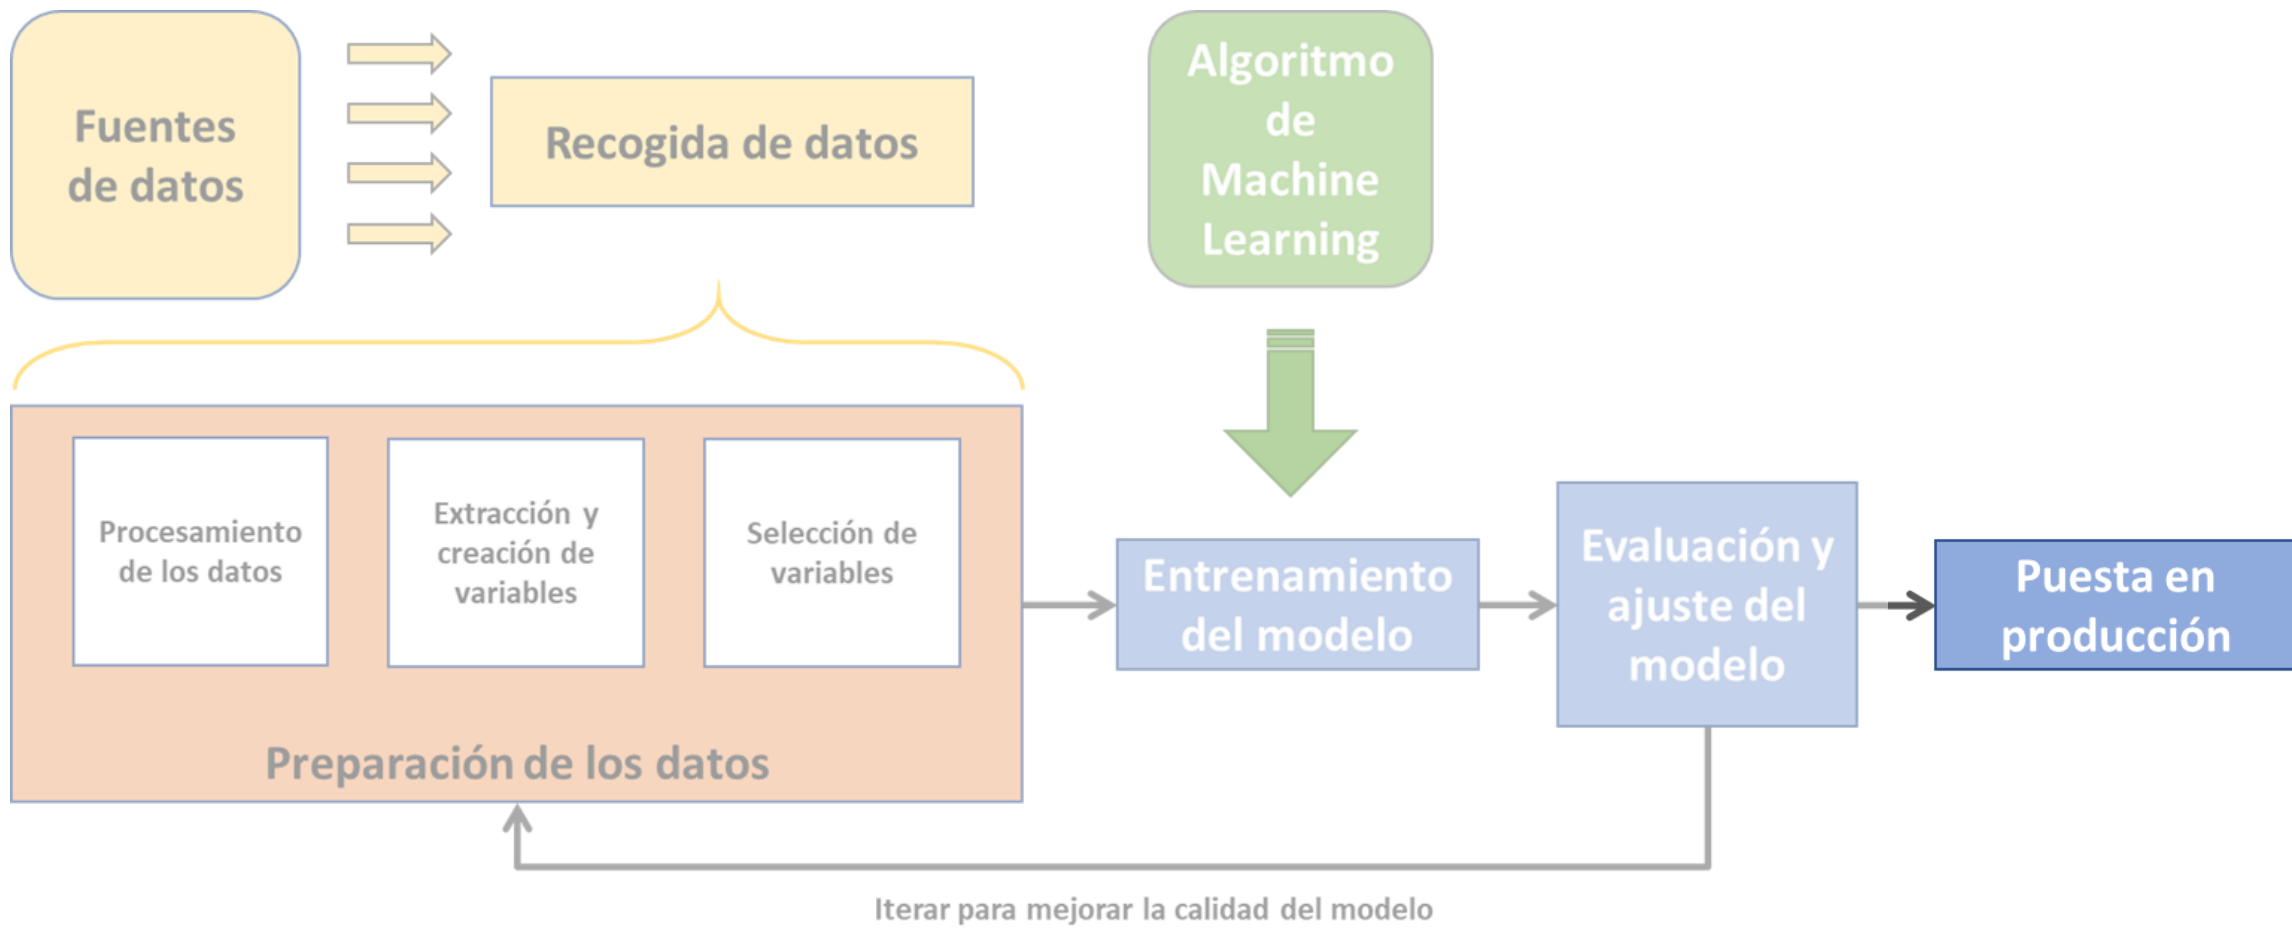 Fuentes
de datos
Recogida de datos
Algoritmo
de
Machine
Learning
Procesamiento
de los datos
Extracción y
creación de
variables
Selección de
variables
Preparación de los datos
Entrenamiento
del modelo
Evaluación y
ajuste del
modelo
Puesta en
producción
Iterar para mejorar la calidad del modelo